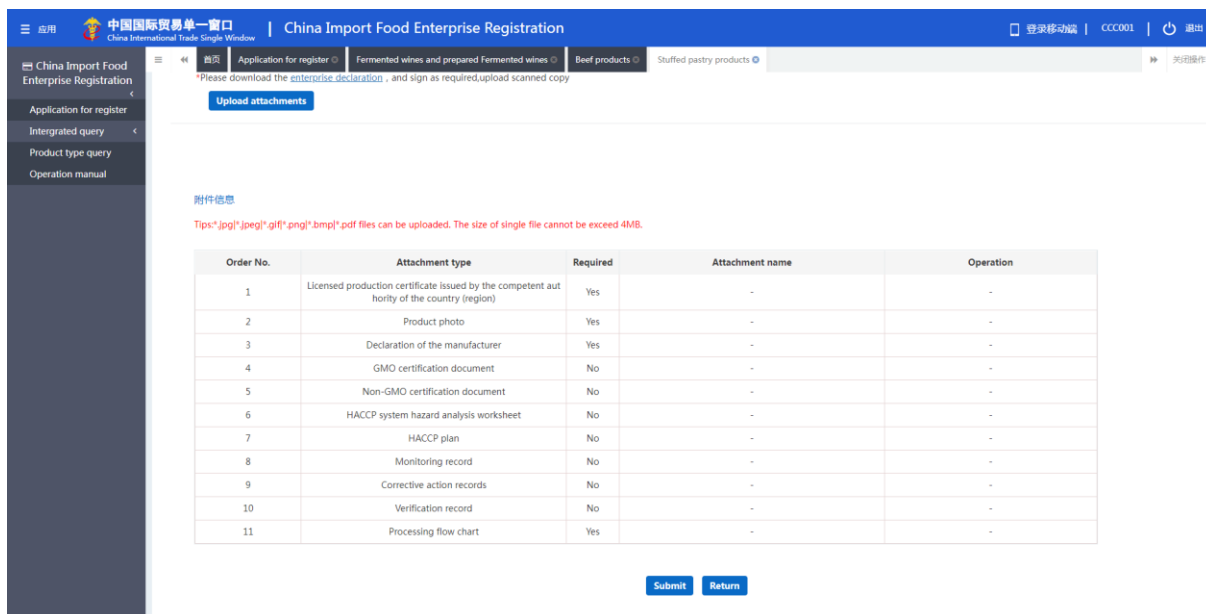 应用
中国国际贸易单一窗口
China International Trade Single Window
| China Import Food Enterprise Registration
登录移动端 | CCC001 | 退出
China Import Food
Enterprise Registration
Application for register
Intergrated query
Product type query
Operation manual
首页 Application for register Fermented wines and prepared Fermented wines Beef products Stuffed pastry products 关闭操作
*Please download the enterprise declaration , and sign as required,upload scanned copy
Upload attachments
附件信息
Tips:*.jpg|*.jpeg|*.gif|*.png|*.bmp|*.pdf files can be uploaded. The size of single file cannot be exceed 4MB.
Order No. Attachment type Required Attachment name Operation
1 Licensed production certificate issued by the competent aut
hority of the country (region) Yes - -
2 Product photo Yes - -
3 Declaration of the manufacturer Yes - -
4 GMO certification document No - -
5 Non-GMO certification document No - -
6 HACCP system hazard analysis worksheet No - -
7 HACCP plan No - -
8 Monitoring record No - -
9 Corrective action records No - -
10 Verification record No - -
11 Processing flow chart Yes - -
Submit Return